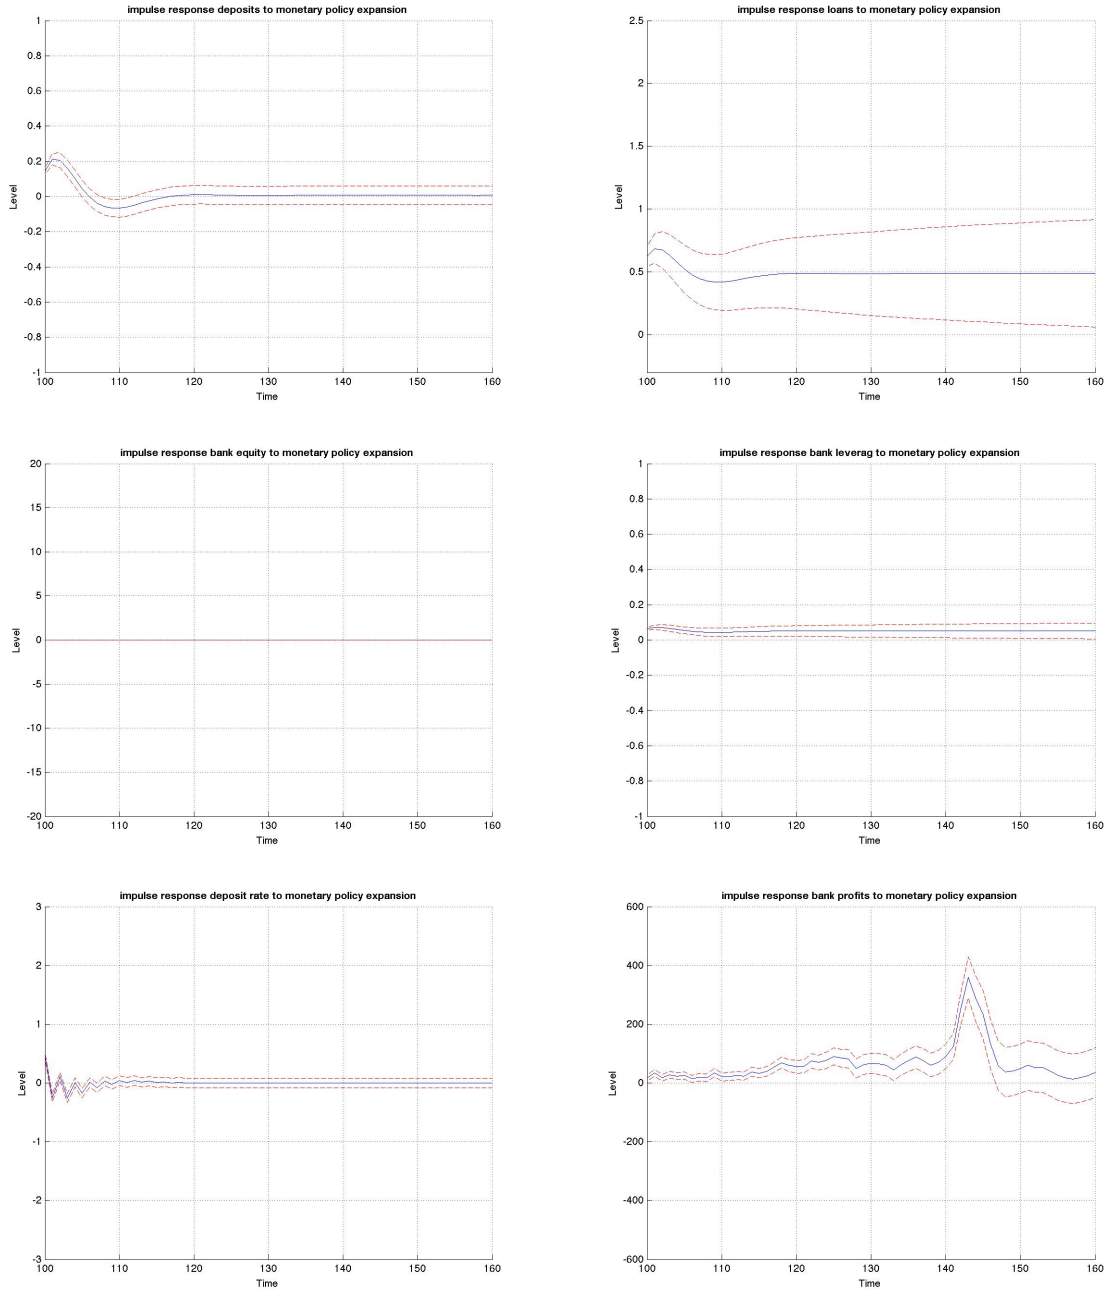 impulse response deposits to monetary policy expansion
1
0.8
0.6
0.4
0.2
0
-0.2
-0.4
-0.6
-0.8
-1
Level
100 110 120 130 140 150 160
Time
impulse response loans to monetary policy expansion
2.5
2
1.5
1
0.5
0
Level
100 110 120 130 140 150 160
Time
impulse response bank equity to monetary policy expansion
20
15
10
5
0
-5
-10
-15
-20
Level
100 110 120 130 140 150 160
Time
impulse response bank leverag to monetary policy expansion
1
0.8
0.6
0.4
0.2
0
-0.2
-0.4
-0.6
-0.8
-1
Level
100 110 120 130 140 150 160
Time
impulse response deposit rate to monetary policy expansion
3
2
1
0
-1
-2
-3
Level
100 110 120 130 140 150 160
Time
impulse response bank profits to monetary policy expansion
600
400
200
0
-200
-400
-600
Level
100 110 120 130 140 150 160
Time